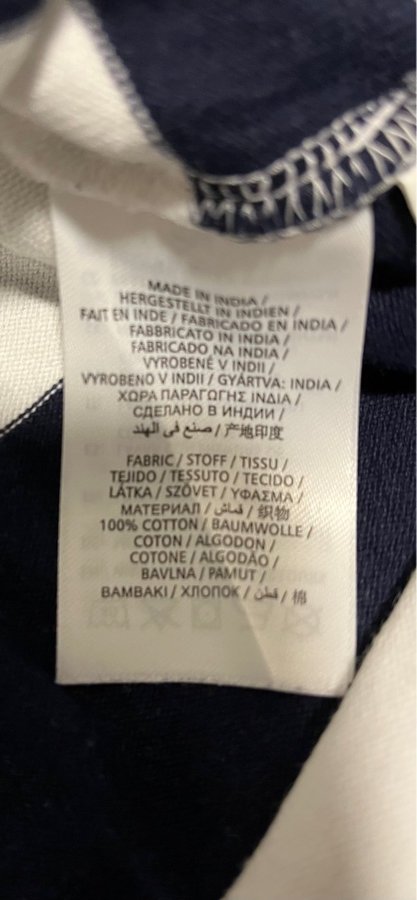 MADE IN INDIA /
HERGESTELLT IN INDIEN /
FAIT EN INDE / FABRICADO EN INDIA /
FABBRICATO IN INDIA /
FABRICADO NA INDIA /
VYROBENÉ V INDII /
VYROBENO V INDII / GYÁRTVA: INDIA /
ΧΩΡΑ ΠΑΡΑΓΩΓΗΣ ΙΝΔΙΑ /
СДЕЛАНО В ИНДИИ /
صنع في الهند / 产地印度
FABRIC / STOFF / TISSU /
TEJIDO / TESSUTO / TECIDO /
LÁTKA / SZÖVET / ΥΦΑΣΜΑ /
МАТЕРИАЛ / قماش / 织物
100% COTTON / BAUMWOLLE /
COTON / ALGODON /
COTONE / ALGODÃO /
BAVLNA / PAMUT /
BAMBAKI / ХЛОПОК / قطن / 棉